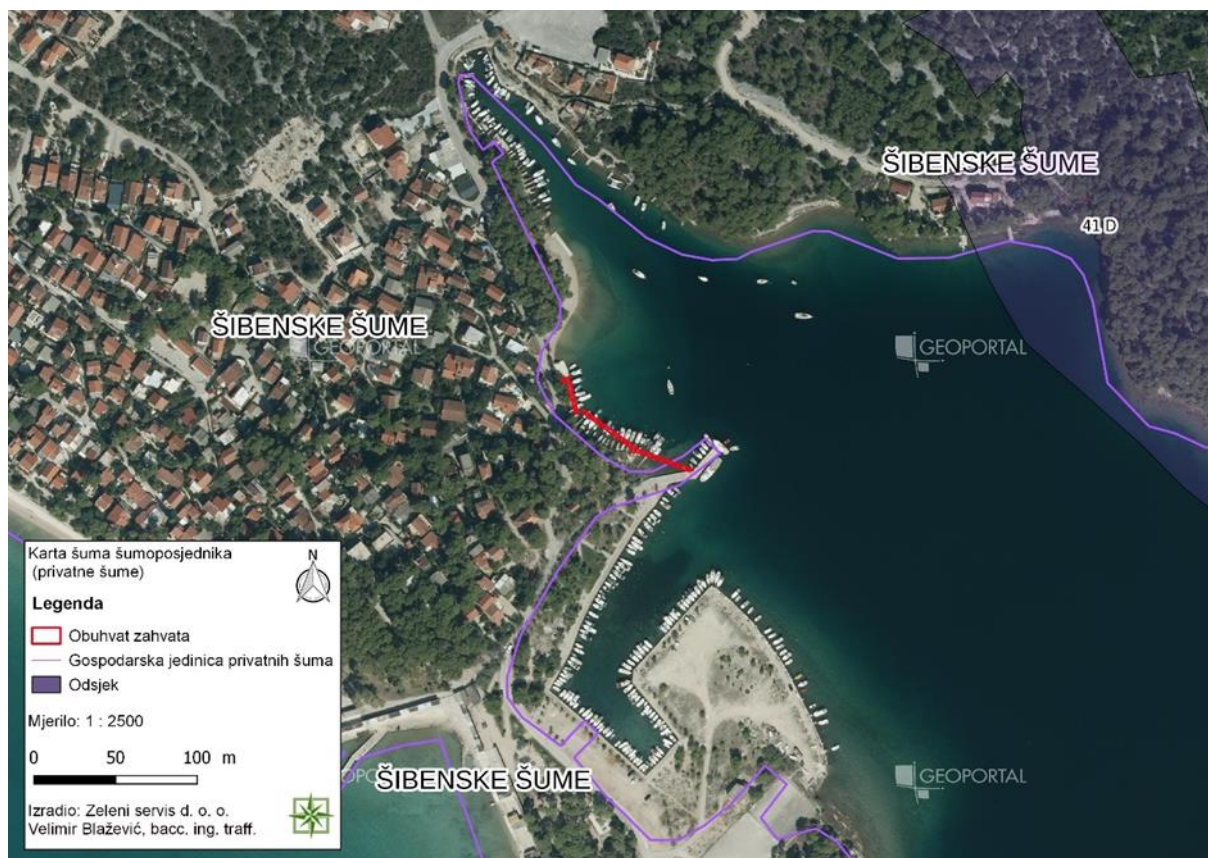 ŠIBENSKE ŠUME
41 D
ŠIBENSKE ŠUME
GEOPORTAL
GEOPORTAL
ŠIBENSKE ŠUME
GEOPO
GEOPORTAL
Karta šuma šumoposjednika
(privatne šume)
N
Legenda
Obuhvat zahvata
Gospodarska jedinica privatnih šuma
Odsjek
Mjerilo: 1 : 2500
0 50 100 m
Izradio: Zeleni servis d. o. o.
Velimir Blažević, bacc. ing. traff.